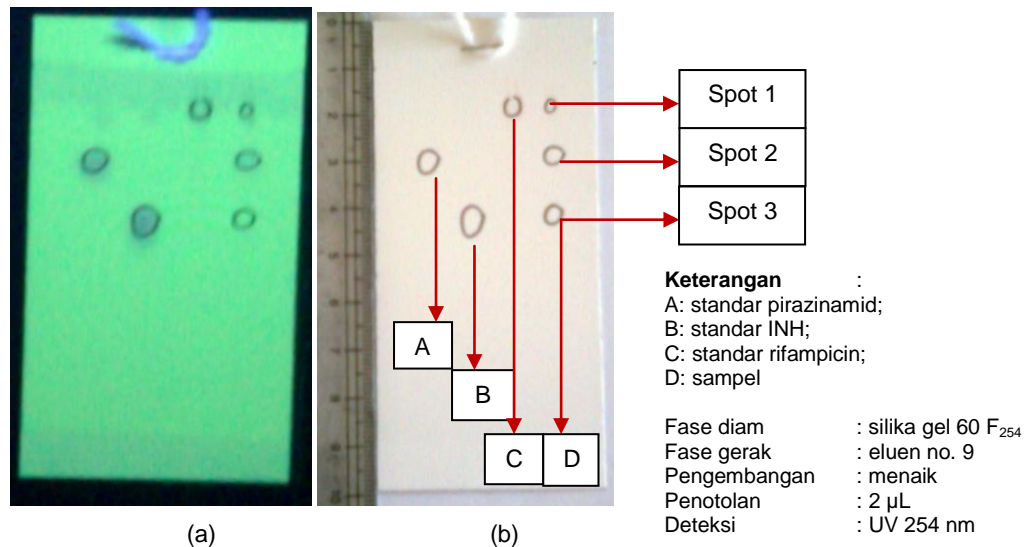 Spot 1
Spot 2
Spot 3
A
B
C
D
(a)
(b)
Keterangan :
A: standar pirazinamid;
B: standar INH;
C: standar rifampicin;
D: sampel
Fase diam : silika gel 60 F₂₅₄
Fase gerak : eluen no. 9
Pengembangan : menaik
Penotolan : 2 µL
Deteksi : UV 254 nm